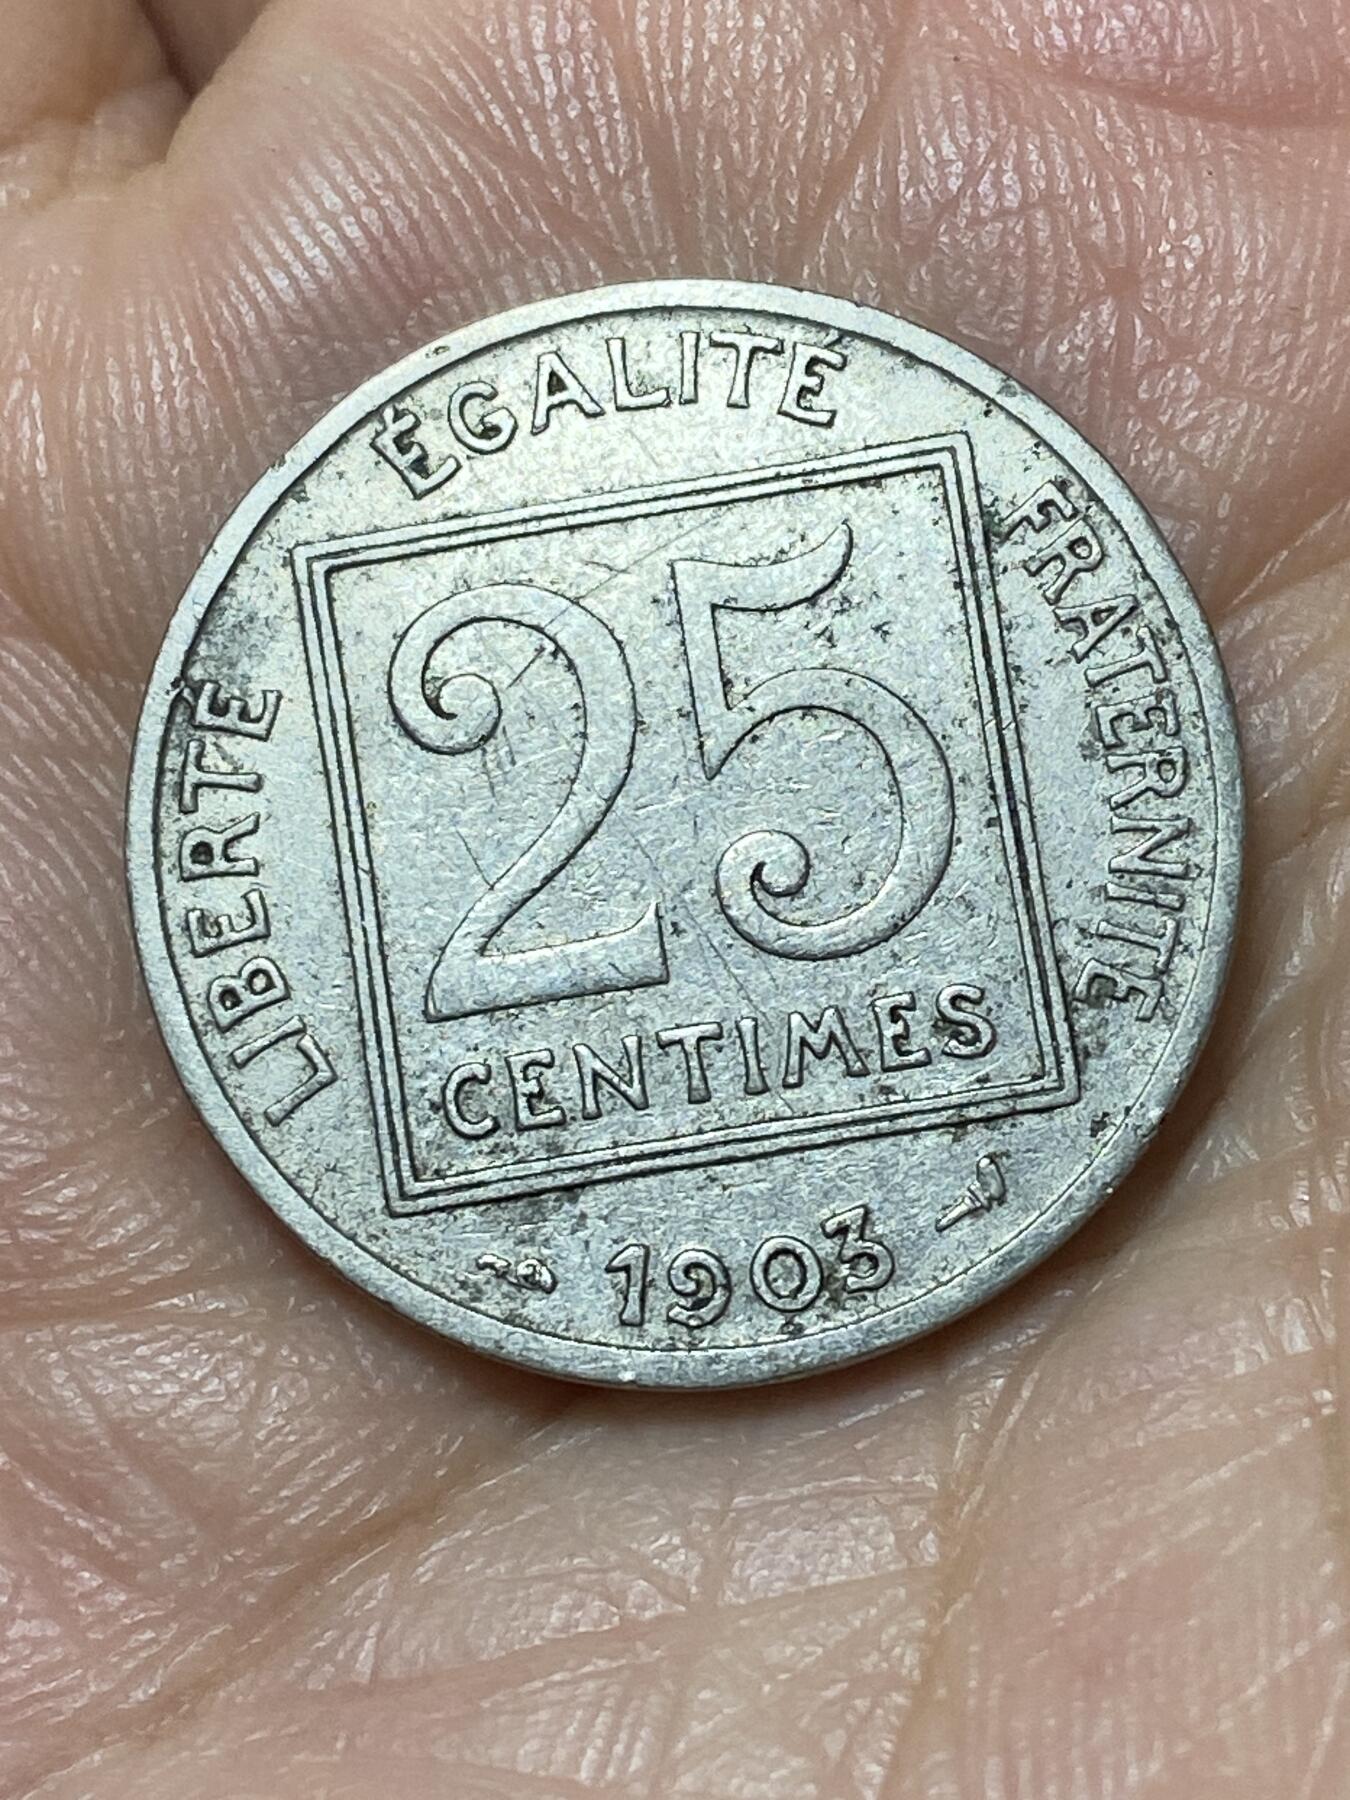 LIBERTÉ
ÉGALITÉ
FRATERNITÉ
25
CENTIMES
1903